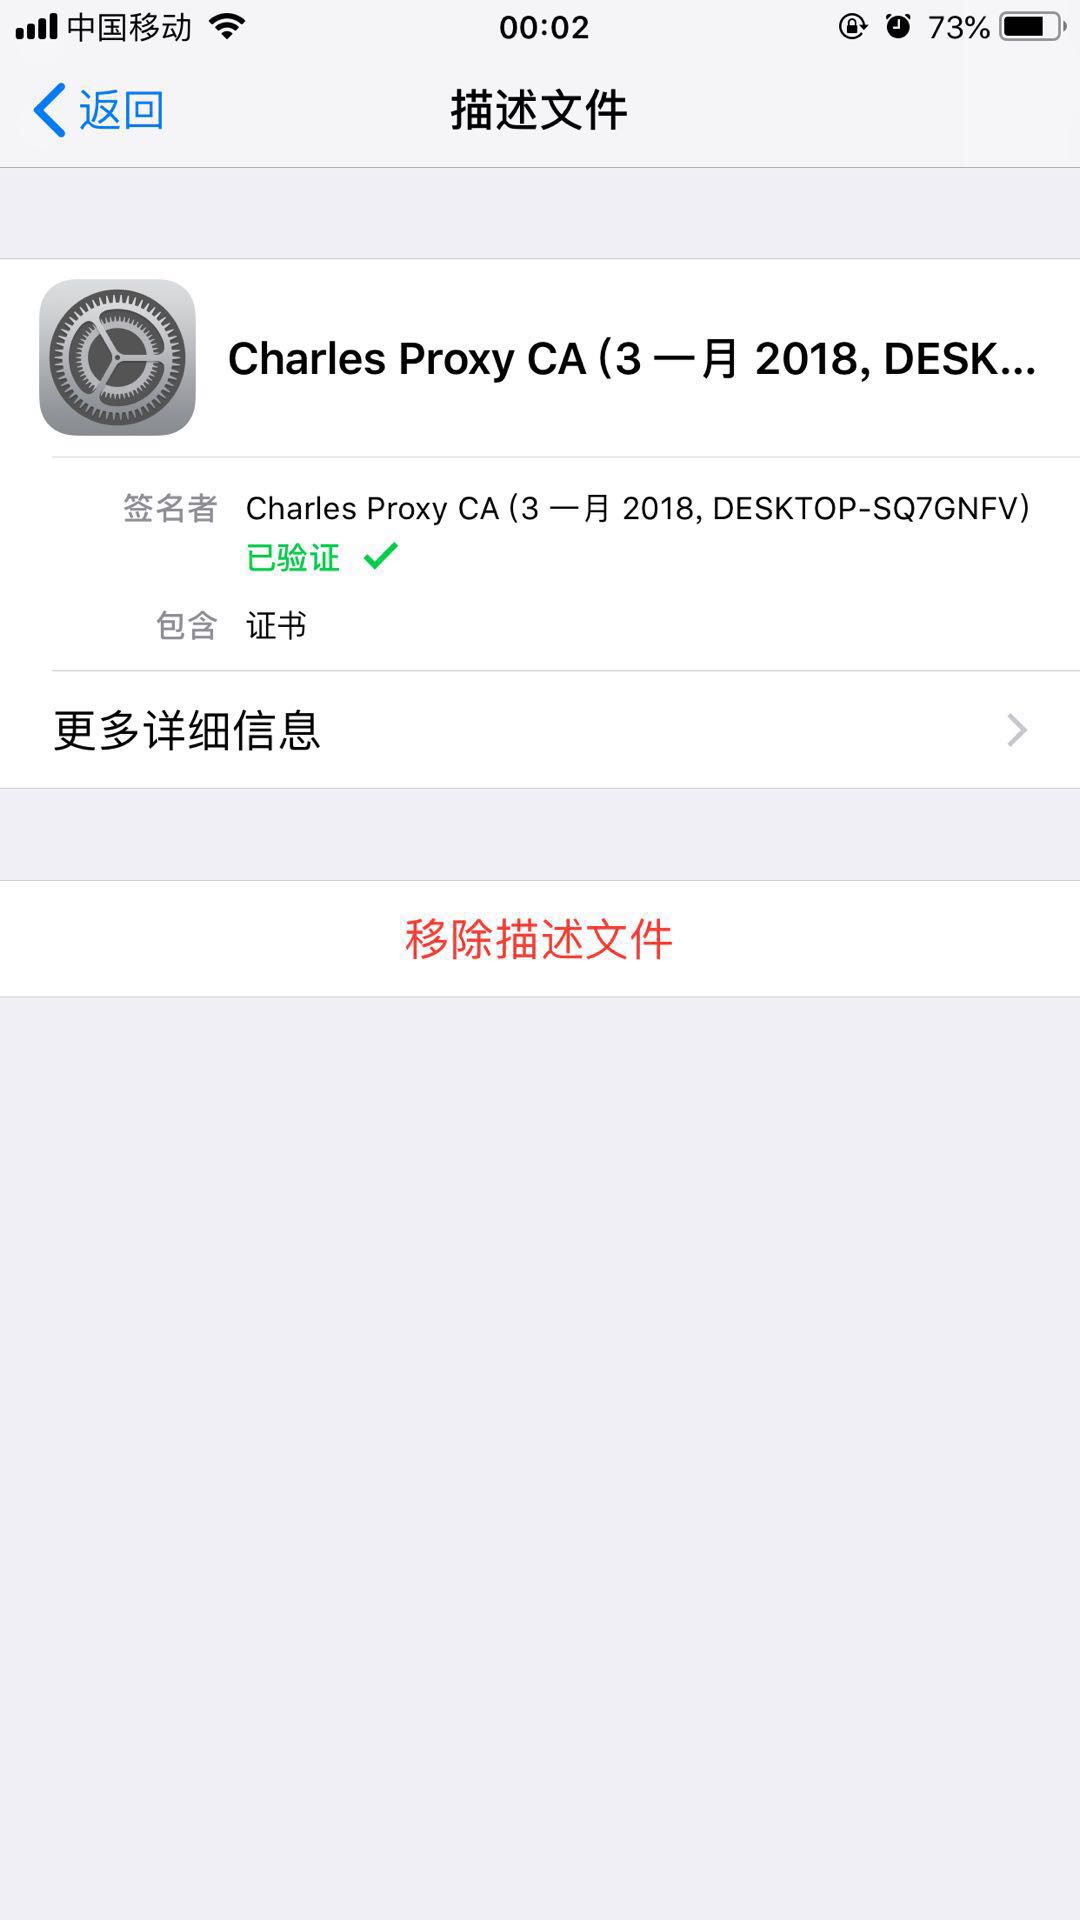 中国移动 00:02 73%
返回 描述文件
Charles Proxy CA (3 一月 2018, DESK...
签名者 Charles Proxy CA (3 一月 2018, DESKTOP-SQ7GNFV)
已验证
包含 证书
更多详细信息
移除描述文件